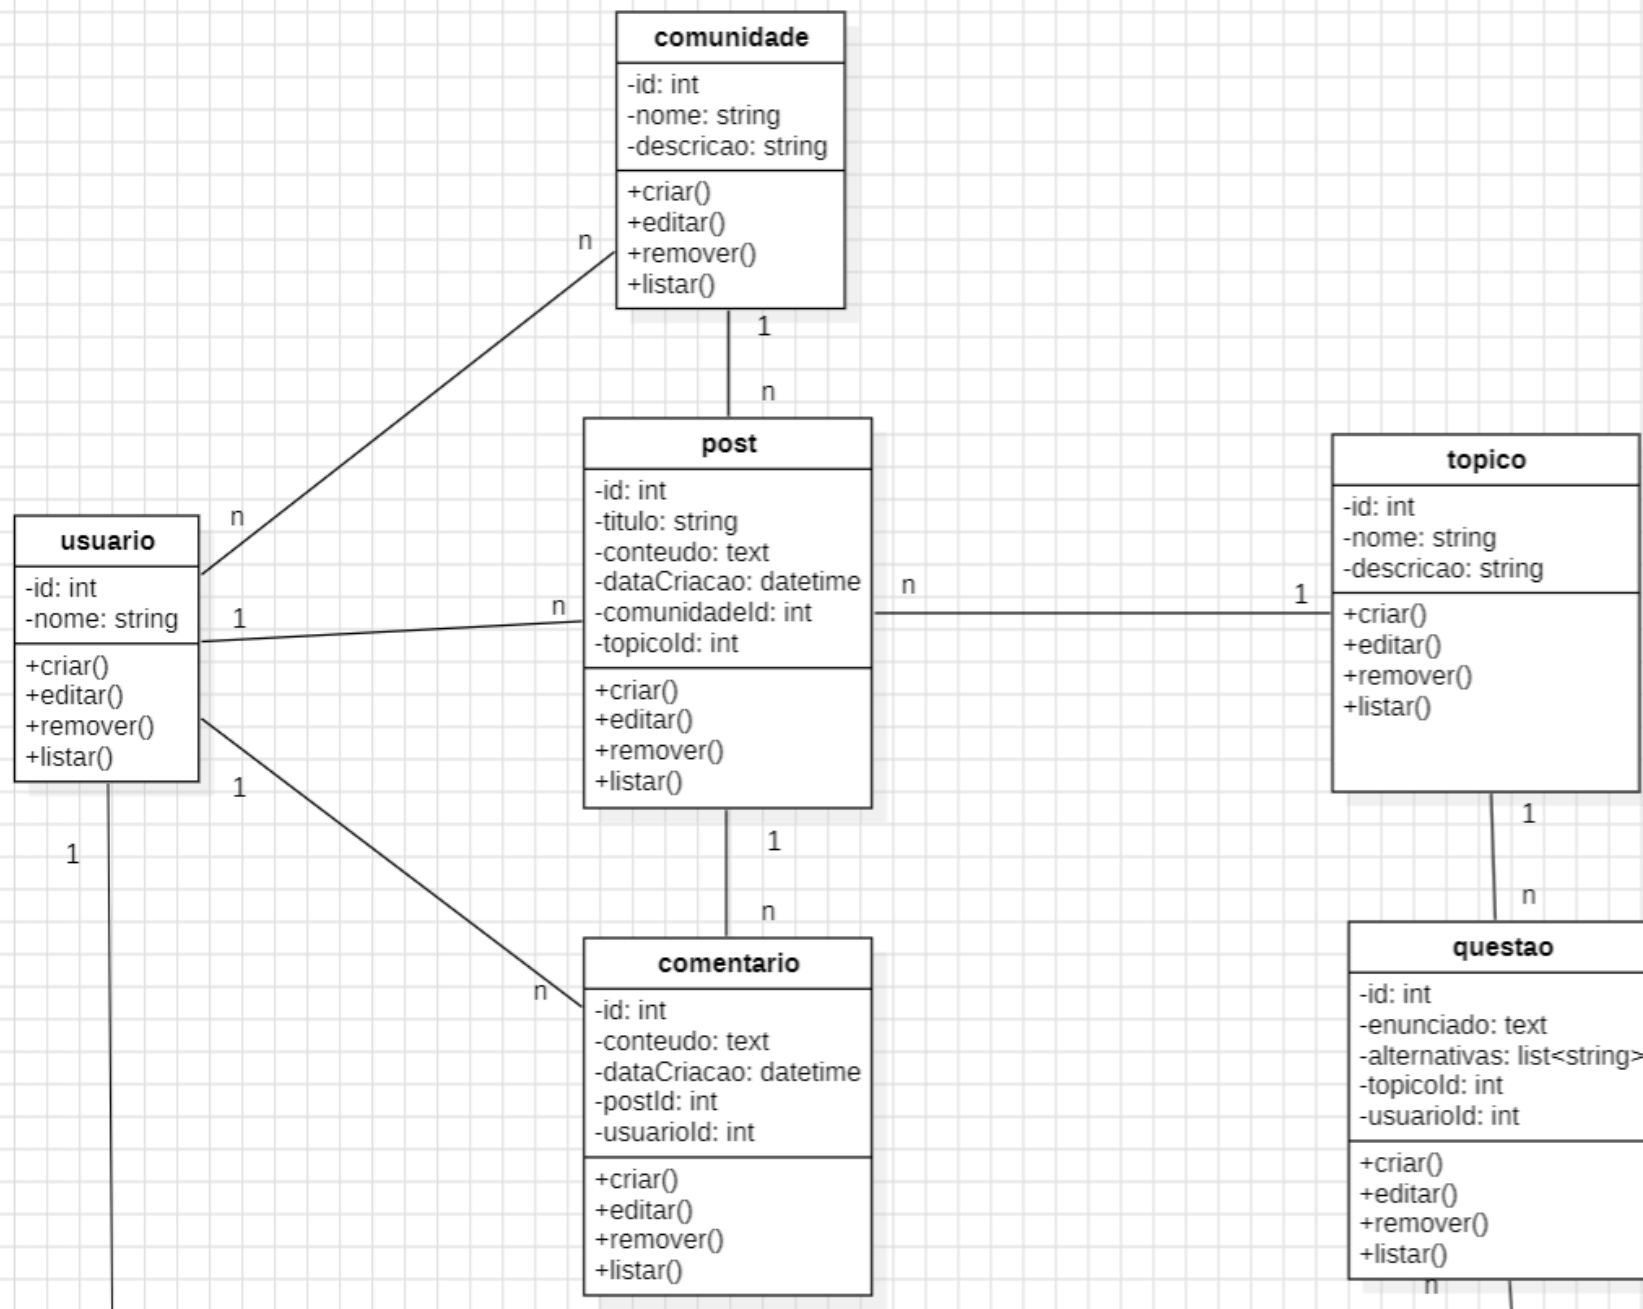 comunidade
-id: int
-nome: string
-descricao: string
+criar()
+editar()
+remover()
+listar()
n
1
n
n
post
-id: int
-titulo: string
-conteudo: text
-dataCriacao: datetime
-comunidadeId: int
-topicoId: int
+criar()
+editar()
+remover()
+listar()
usuario
-id: int
-nome: string
+criar()
+editar()
+remover()
+listar()
1
n
n
1
topico
-id: int
-nome: string
-descricao: string
+criar()
+editar()
+remover()
+listar()
1
1
1
n
n
1
n
comentario
-id: int
-conteudo: text
-dataCriacao: datetime
-postId: int
-usuarioId: int
+criar()
+editar()
+remover()
+listar()
questao
-id: int
-enunciado: text
-alternativas: list<string>
-topicoId: int
-usuarioId: int
+criar()
+editar()
+remover()
+listar()
n